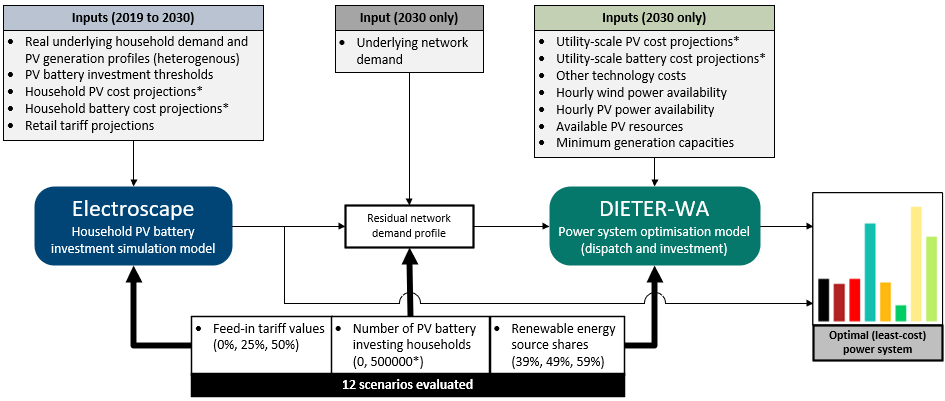 Inputs (2019 to 2030)
• Real underlying household demand and
PV generation profiles (heterogenous)
• PV battery investment thresholds
• Household PV cost projections*
• Household battery cost projections*
• Retail tariff projections
Input (2030 only)
• Underlying network
demand
Inputs (2030 only)
• Utility-scale PV cost projections*
• Utility-scale battery cost projections*
• Other technology costs
• Hourly wind power availability
• Hourly PV power availability
• Available PV resources
• Minimum generation capacities
Electroscape
Household PV battery
investment simulation model
Residual network
demand profile
DIETER-WA
Power system optimisation model
(dispatch and investment)
Optimal (least-cost)
power system
• Feed-in tariff values
(0%, 25%, 50%)
• Number of PV battery
investing households
(0, 500000*)
• Renewable energy
source shares
(39%, 49%, 59%)
12 scenarios evaluated